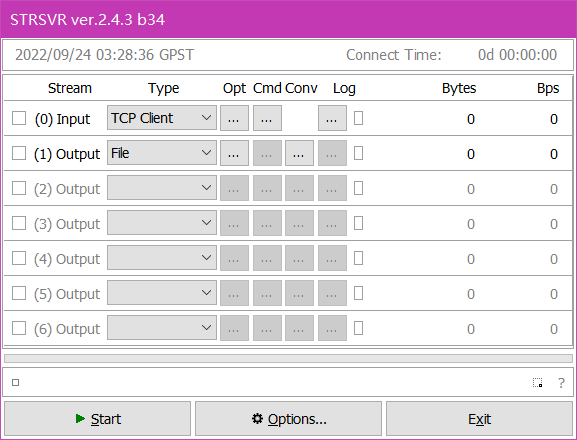 STRSVR ver.2.4.3 b34
2022/09/24 03:28:36 GPST Connect Time: 0d 00:00:00
Stream Type Opt Cmd Conv Log Bytes Bps
(0) Input TCP Client ... ... ... 0 0
(1) Output File ... ... ... ... 0 0
(2) Output ... ... ... ... 0 0
(3) Output ... ... ... ... 0 0
(4) Output ... ... ... ... 0 0
(5) Output ... ... ... ... 0 0
(6) Output ... ... ... ... 0 0
?
Start Options... Exit